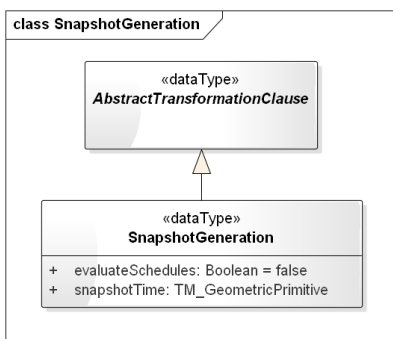 class SnapshotGeneration
«dataType»
AbstractTransformationClause
«dataType»
SnapshotGeneration
+ evaluateSchedules: Boolean = false
+ snapshotTime: TM_GeometricPrimitive